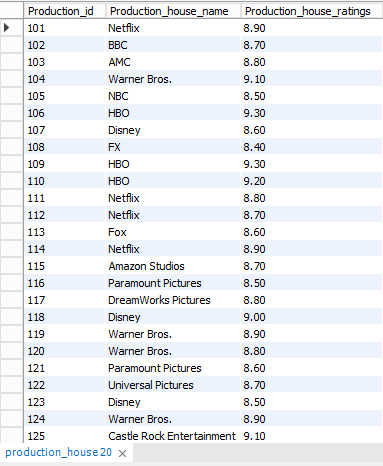 Production_id Production_house_name Production_house_ratings
101 Netflix 8.90
102 BBC 8.70
103 AMC 8.80
104 Warner Bros. 9.10
105 NBC 8.50
106 HBO 9.30
107 Disney 8.60
108 FX 8.40
109 HBO 9.30
110 HBO 9.20
111 Netflix 8.80
112 Netflix 8.70
113 Fox 8.60
114 Netflix 8.90
115 Amazon Studios 8.70
116 Paramount Pictures 8.50
117 DreamWorks Pictures 8.80
118 Disney 9.00
119 Warner Bros. 8.90
120 Warner Bros. 8.80
121 Paramount Pictures 8.60
122 Universal Pictures 8.70
123 Disney 8.50
124 Warner Bros. 8.90
125 Castle Rock Entertainment 9.10
production_house 20